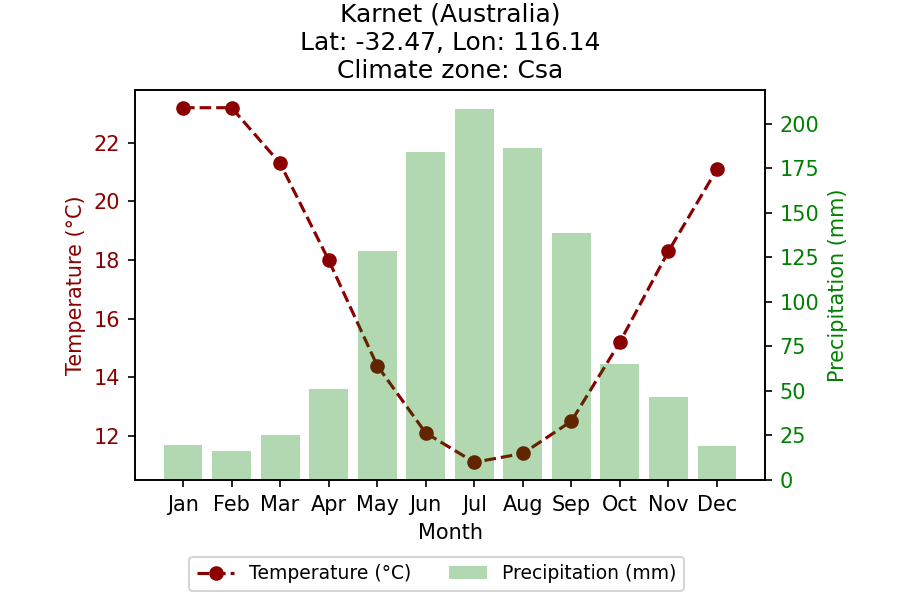 Karnet (Australia)
Lat: -32.47, Lon: 116.14
Climate zone: Csa
Temperature (°C)
22
20
18
16
14
12
Precipitation (mm)
200
175
150
125
100
75
50
25
0
Jan Feb Mar Apr May Jun Jul Aug Sep Oct Nov Dec
Month
Temperature (°C) Precipitation (mm)